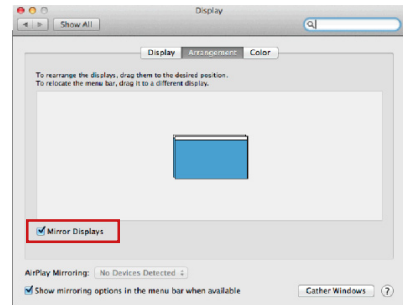 Display
Show All
Display Arrangement Color
To rearrange the displays, drag them to the desired position.
To relocate the menu bar, drag it to a different display.
Mirror Displays
AirPlay Mirroring: No Devices Detected
Show mirroring options in the menu bar when available
Gather Windows ?